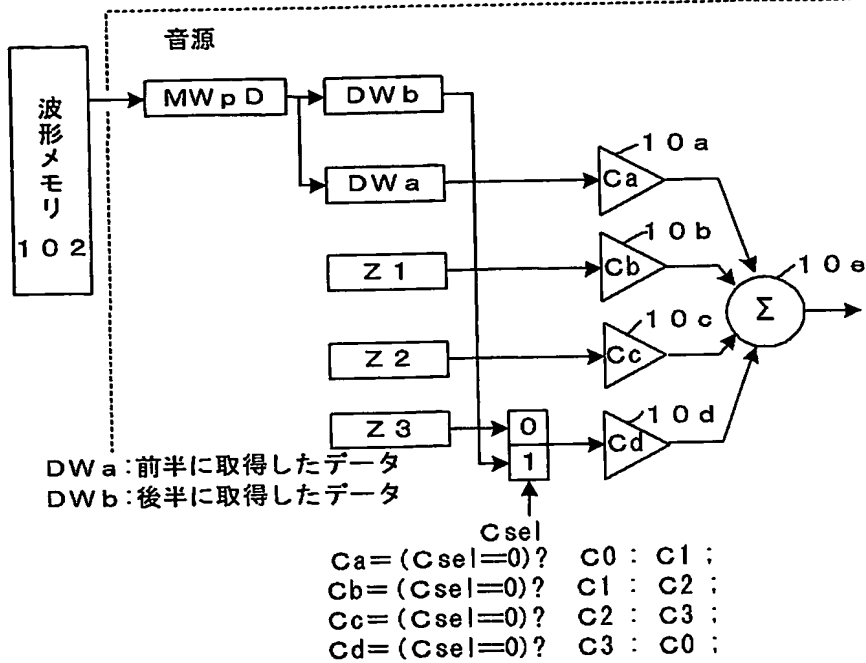 音源
波形メモリ
102
MWpD
DWb
DWa
Z1
Z2
Z3
0
1
Ca
10a
Cb
10b
Cc
10c
Cd
10d
Σ
10e
DWa:前半に取得したデータ
DWb:後半に取得したデータ
Csel
Ca=(Csel==0)? C0 : C1 ;
Cb=(Csel==0)? C1 : C2 ;
Cc=(Csel==0)? C2 : C3 ;
Cd=(Csel==0)? C3 : C0 ;